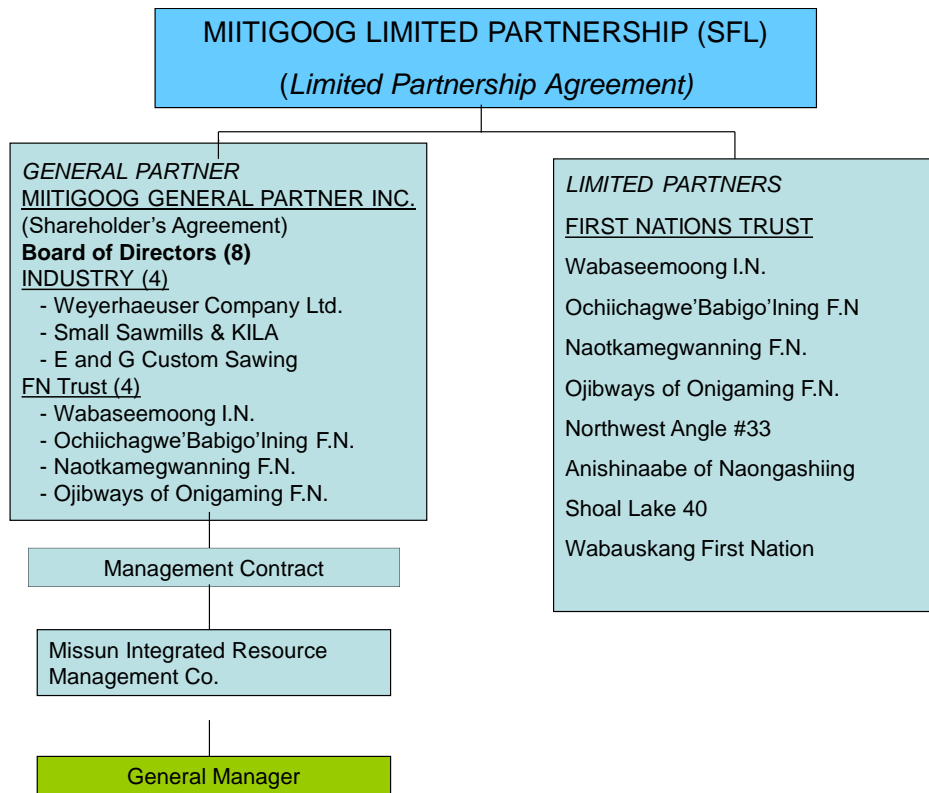 MIITIGOOG LIMITED PARTNERSHIP (SFL)
(Limited Partnership Agreement)
GENERAL PARTNER
MIITIGOOG GENERAL PARTNER INC.
(Shareholder's Agreement)
Board of Directors (8)
INDUSTRY (4)
- Weyerhaeuser Company Ltd.
- Small Sawmills & KILA
- E and G Custom Sawing
FN Trust (4)
- Wabaseemoong I.N.
- Ochiichagwe'Babigo'Ining F.N.
- Naotkamegwanning F.N.
- Ojibways of Onigaming F.N.
LIMITED PARTNERS
FIRST NATIONS TRUST
Wabaseemoong I.N.
Ochiichagwe'Babigo'Ining F.N
Naotkamegwanning F.N.
Ojibways of Onigaming F.N.
Northwest Angle #33
Anishinaabe of Naongashiing
Shoal Lake 40
Wabauskang First Nation
Management Contract
Missun Integrated Resource
Management Co.
General Manager